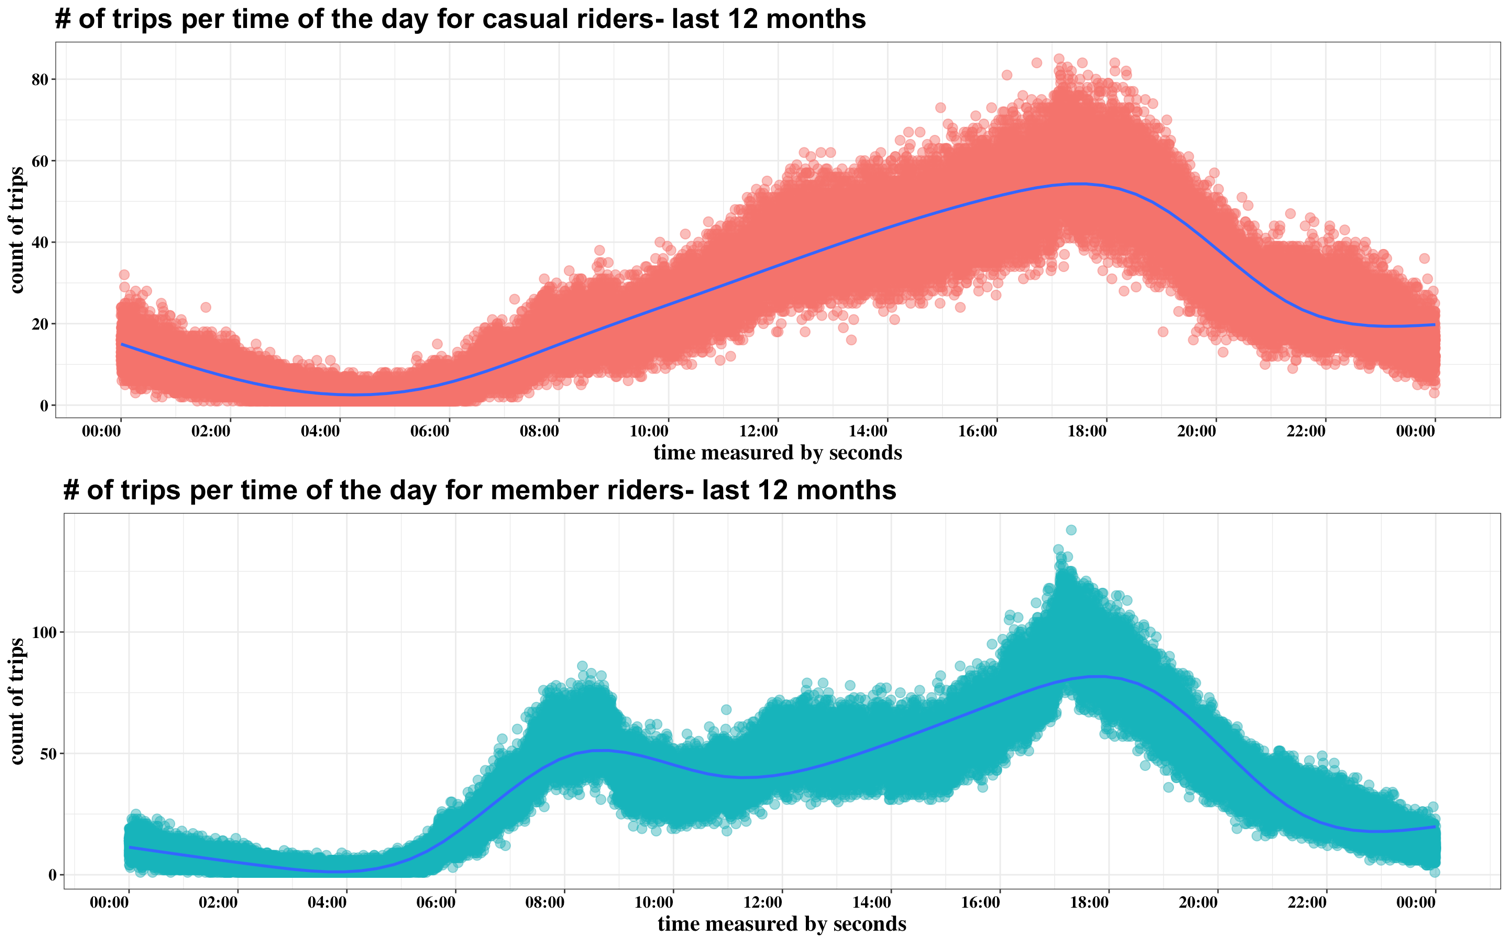 # of trips per time of the day for casual riders- last 12 months
80
60
40
20
0
count of trips
00:00 02:00 04:00 06:00 08:00 10:00 12:00 14:00 16:00 18:00 20:00 22:00 00:00
time measured by seconds
# of trips per time of the day for member riders- last 12 months
100
50
0
count of trips
00:00 02:00 04:00 06:00 08:00 10:00 12:00 14:00 16:00 18:00 20:00 22:00 00:00
time measured by seconds